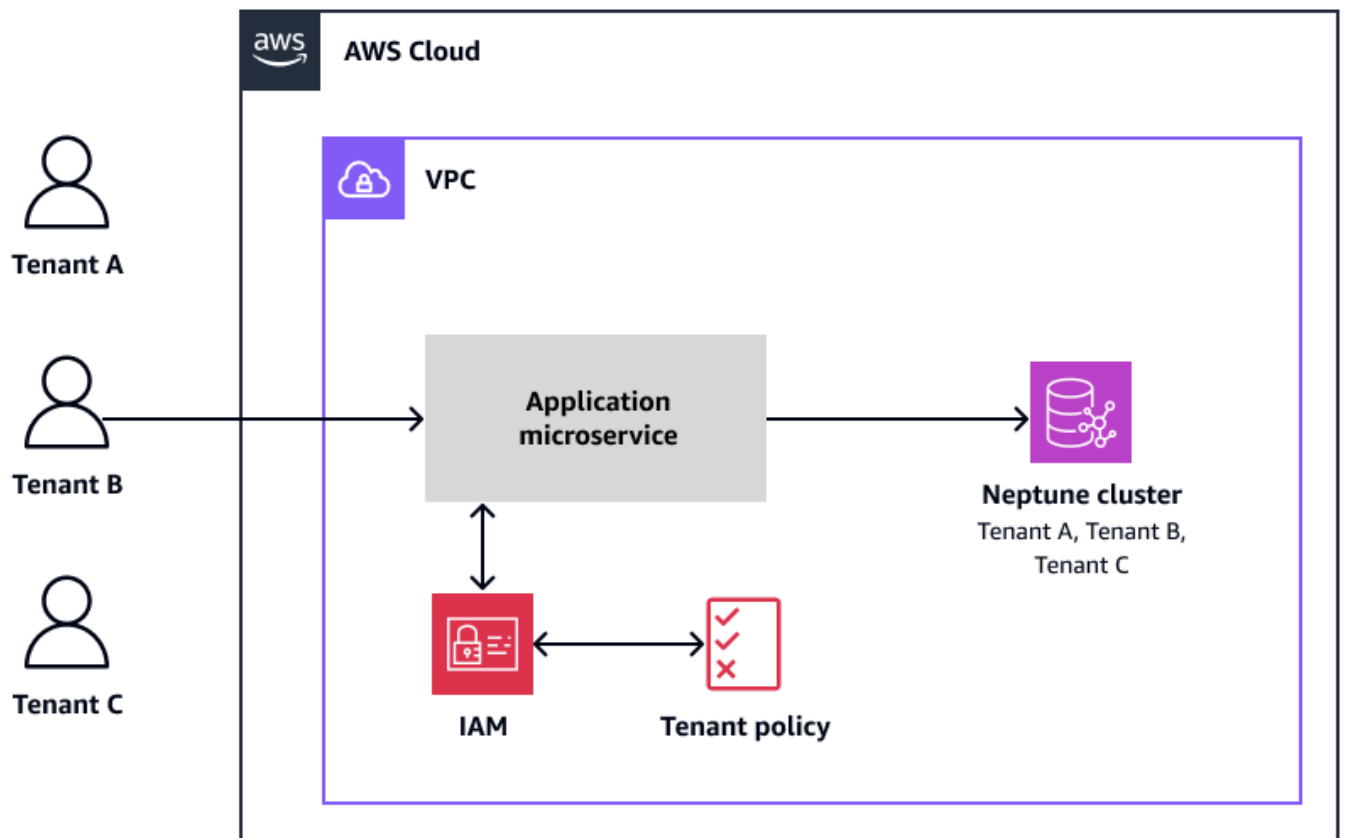 aws
AWS Cloud
VPC
Tenant A
Application
microservice
Tenant B
Neptune cluster
Tenant A, Tenant B,
Tenant C
Tenant C
IAM
Tenant policy